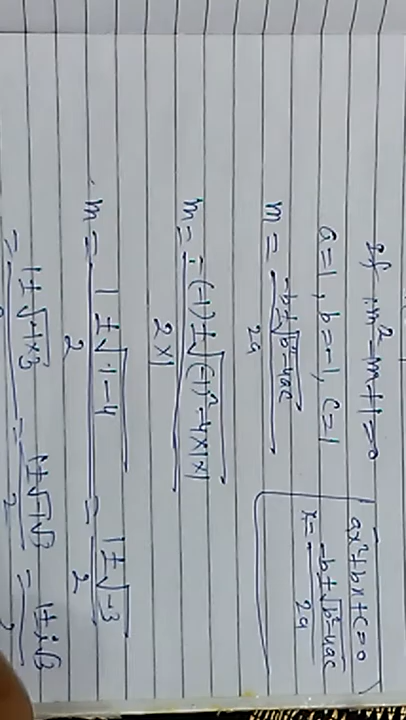 If m²-m+1=0
a=1, b=-1, c=1
m = -b±√b²-4ac / 2a
m = -(-1)±√(-1)²-4×1×1 / 2×1
m = 1±√1-4 / 2 = 1±√-3 / 2
= 1±√-1×3 / 2 = 1±√-1√3 / 2 = 1±i√3 / 2
ax²+bx+c=0
x = -b±√b²-4ac / 2a